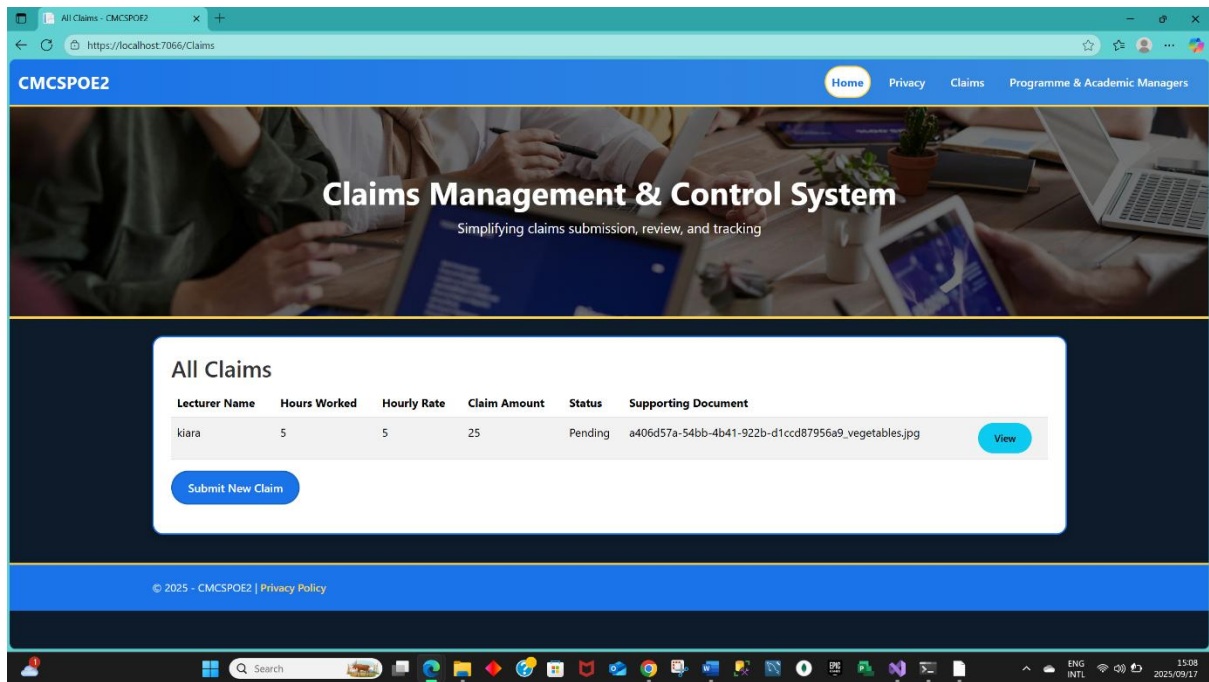 All Claims - CMCSPOE2
https://localhost:7066/Claims
CMCSPOE2
Home Privacy Claims Programme & Academic Managers
Claims Management & Control System
Simplifying claims submission, review, and tracking
All Claims
Lecturer Name Hours Worked Hourly Rate Claim Amount Status Supporting Document
kiara 5 5 25 Pending a406d57a-54bb-4b41-922b-d1ccd87956a9_vegetables.jpg View
Submit New Claim
© 2025 - CMCSPOE2 | Privacy Policy
Search
ENG 15:08
INTL 2025/09/17